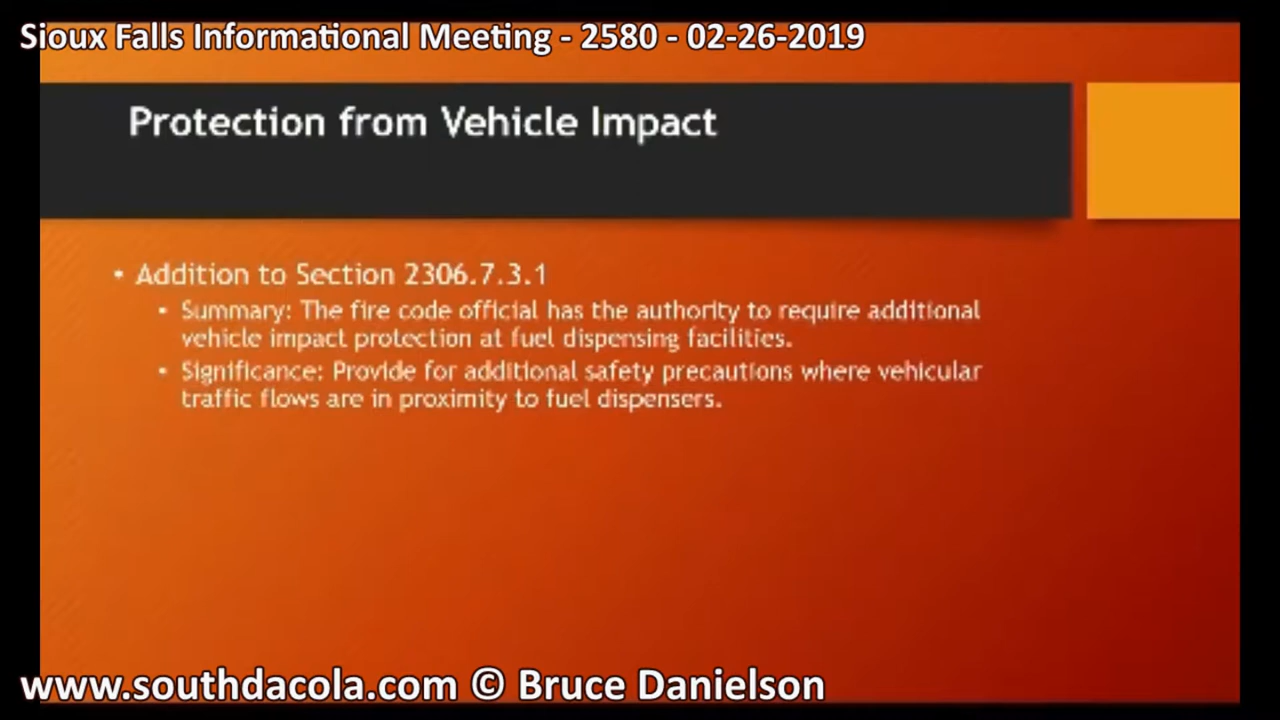 Sioux Falls Informational Meeting - 2580 - 02-26-2019
Protection from Vehicle Impact
• Addition to Section 2306.7.3.1
• Summary: The fire code official has the authority to require additional
vehicle impact protection at fuel dispensing facilities.
• Significance: Provide for additional safety precautions where vehicular
traffic flows are in proximity to fuel dispensers.
www.southdacola.com © Bruce Danielson